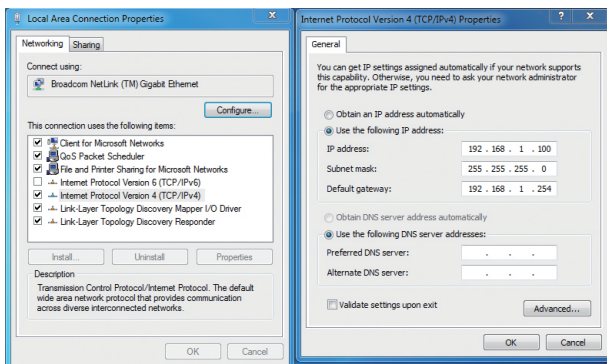 Local Area Connection Properties
x
Networking
Sharing
Connect using:
Broadcom NetLink (TM) Gigabit Ethernet
Configure...
This connection uses the following items:
Client for Microsoft Networks
QoS Packet Scheduler
File and Printer Sharing for Microsoft Networks
Internet Protocol Version 6 (TCP/IPv6)
Internet Protocol Version 4 (TCP/IPv4)
Link-Layer Topology Discovery Mapper I/O Driver
Link-Layer Topology Discovery Responder
Install...
Uninstall
Properties
Description
Transmission Control Protocol/Internet Protocol. The default
wide area network protocol that provides communication
across diverse interconnected networks.
OK
Cancel
Internet Protocol Version 4 (TCP/IPv4) Properties
?
x
General
You can get IP settings assigned automatically if your network supports
this capability. Otherwise, you need to ask your network administrator
for the appropriate IP settings.
Obtain an IP address automatically
Use the following IP address:
IP address: 192 . 168 . 1 . 100
Subnet mask: 255 . 255 . 255 . 0
Default gateway: 192 . 168 . 1 . 254
Obtain DNS server address automatically
Use the following DNS server addresses:
Preferred DNS server: . . .
Alternate DNS server: . . .
Validate settings upon exit
Advanced...
OK
Cancel